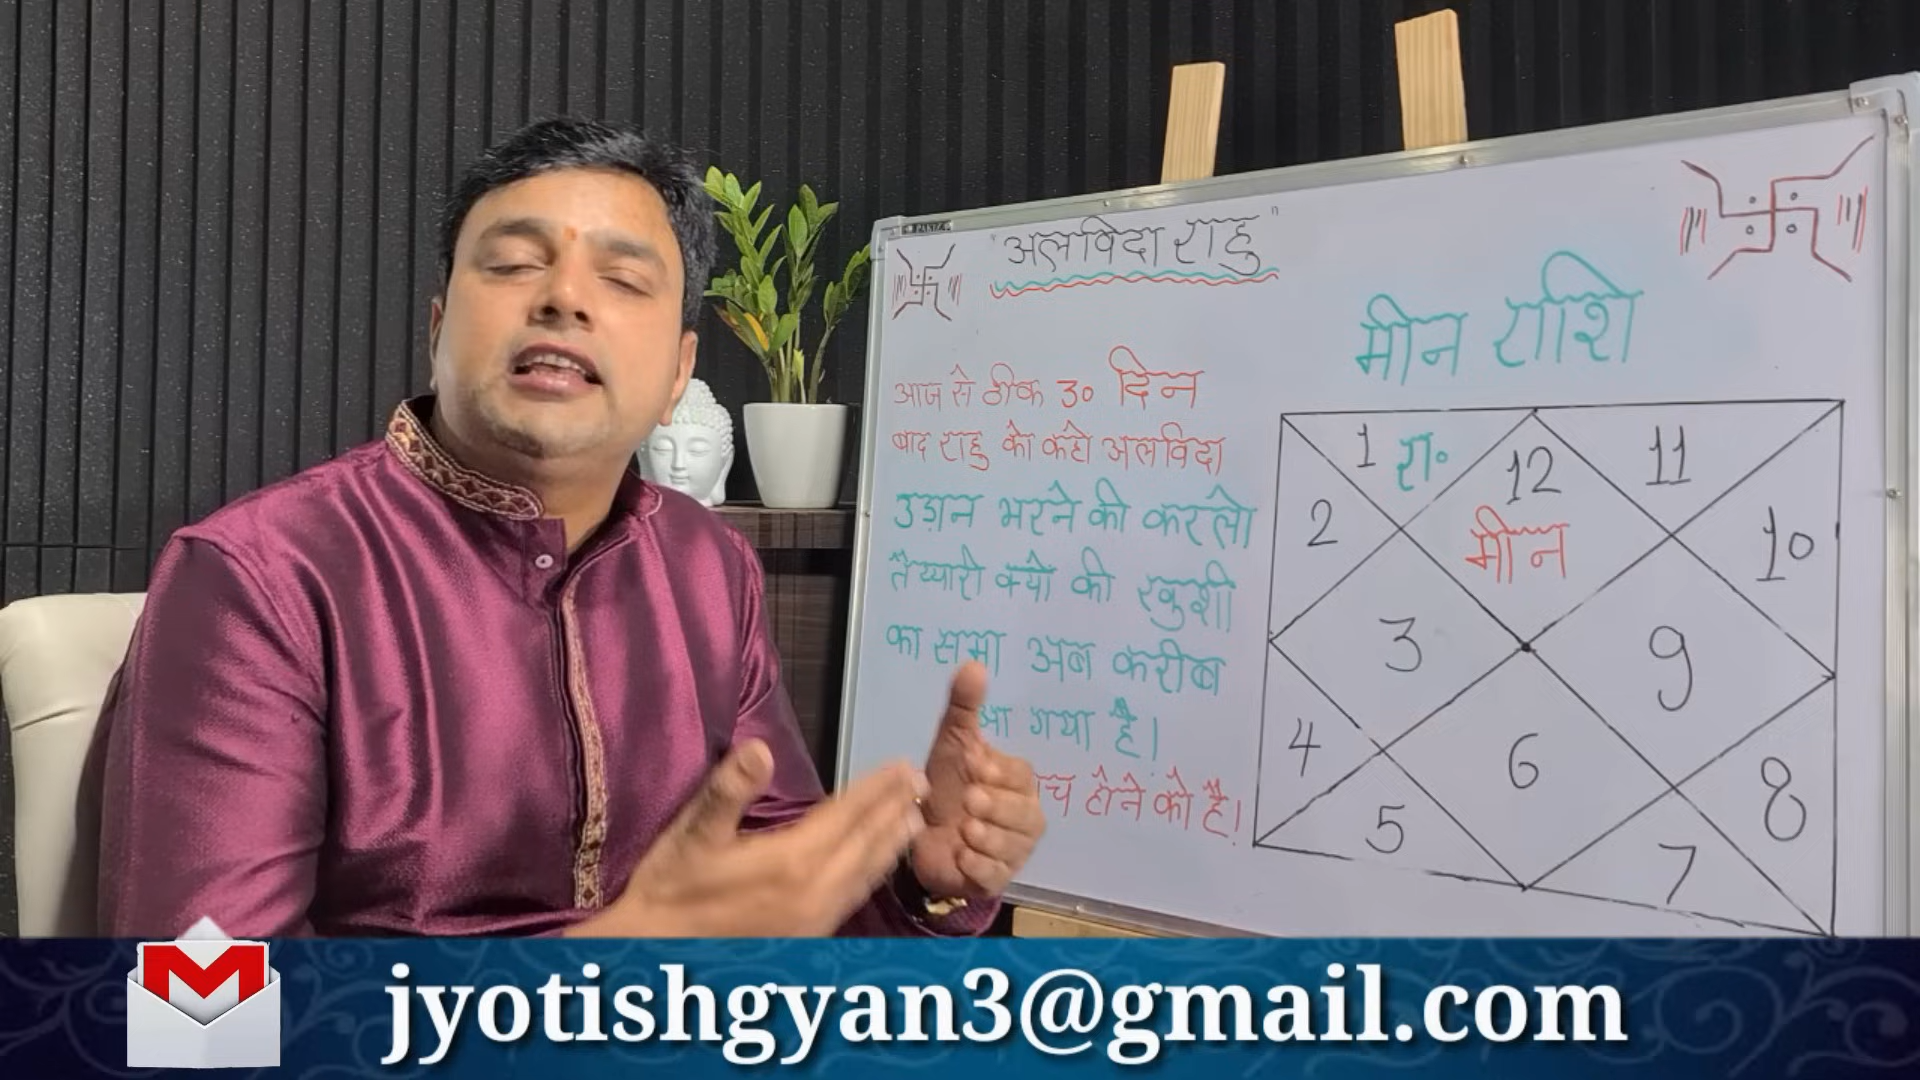 "अलविदा राहु"
आज से ठीक 30 दिन
बाद राहु को कहो अलविदा
उड़ान भरने की करलो
तैय्यारी क्यो की खुशी
का समा अब करीब
आ गया है।
होने को है।
मीन राशि
1 रा॰ 12 11
2 मीन 10
3 9
4 6 8
5 7
jyotishgyan3@gmail.com